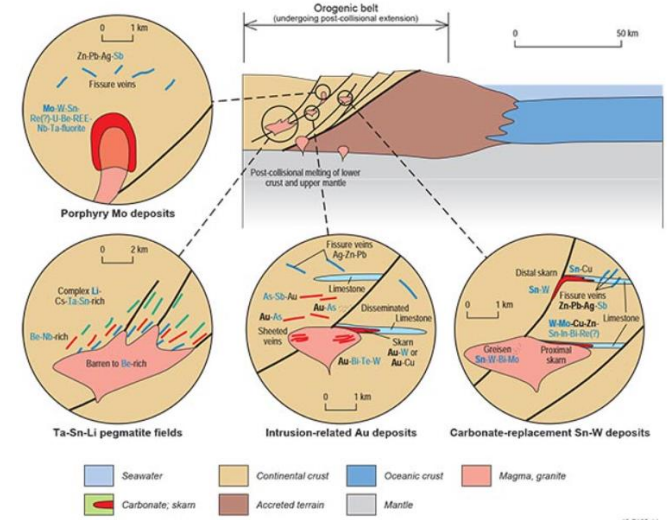 Orogenic belt
(undergoing post-collisional extension)
0 50 km
0 1 km
Zn-Pb-Ag-Sb
Fissure veins
Mo-W-Sn-
Re(?)-U-Be-REE-
Nb-Ta-fluorite
Porphyry Mo deposits
Post-collisional melting of lower
crust and upper mantle
0 2 km
Complex Li-
Cs-Ta-Sn-rich
Be-Nb-rich
Barren to Be-rich
Ta-Sn-Li pegmatite fields
Fissure veins
Ag-Zn-Pb
Limestone
As-Sb-Au
Au-As
Au-As
Disseminated
Limestone
Sheeted
veins
Skarn
Au-W or
Au-Cu
Au-Bi-Te-W
0 1 km
Intrusion-related Au deposits
Distal skarn
Sn-Cu
Sn-W
Fissure veins
Zn-Pb-Ag-Sb
0 1 km
Limestone
W-Mo-Cu-Zn-
Sn-In-Bi-Re(?)
Greisen
Sn-W-Bi-Mo
Proximal
skarn
Carbonate-replacement Sn-W deposits
Seawater
Continental crust
Oceanic crust
Magma, granite
Carbonate; skarn
Accreted terrain
Mantle